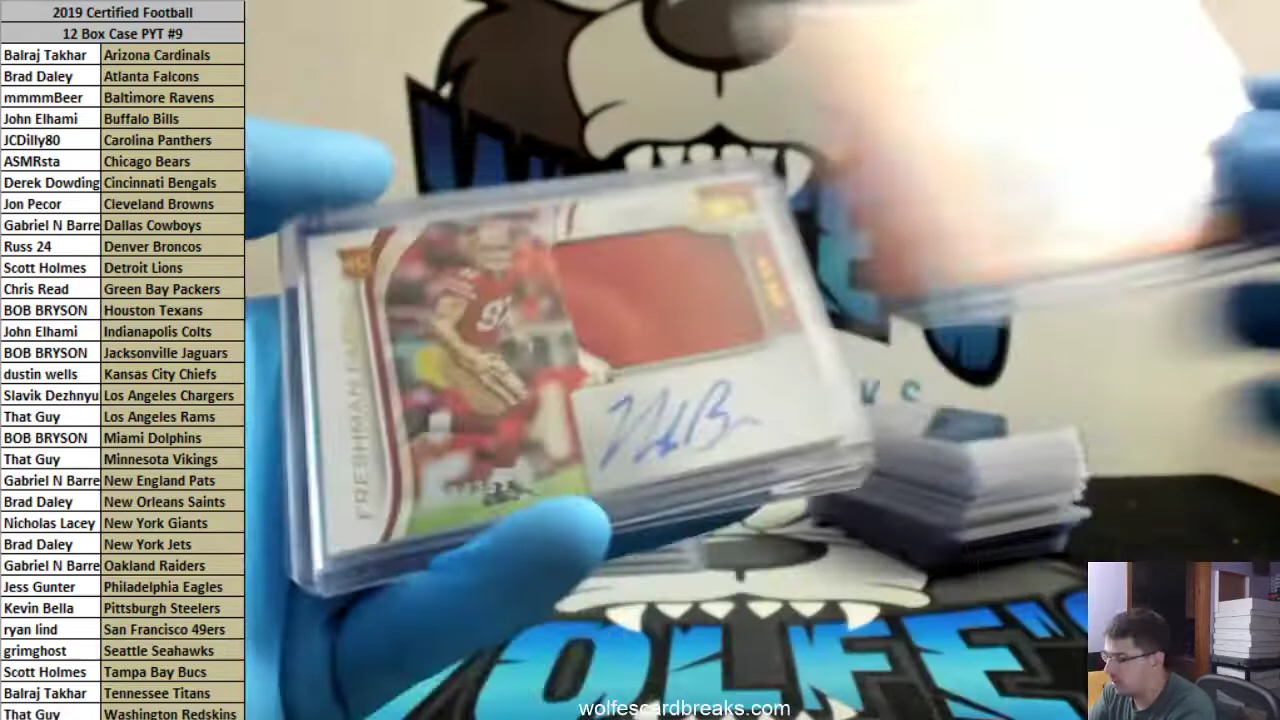 2019 Certified Football
12 Box Case PYT #9
Balraj Takhar Arizona Cardinals
Brad Daley Atlanta Falcons
mmmmBeer Baltimore Ravens
John Elhami Buffalo Bills
JCDilly80 Carolina Panthers
ASMRsta Chicago Bears
Derek Dowding Cincinnati Bengals
Jon Pecor Cleveland Browns
Gabriel N Barre Dallas Cowboys
Russ 24 Denver Broncos
Scott Holmes Detroit Lions
Chris Read Green Bay Packers
BOB BRYSON Houston Texans
John Elhami Indianapolis Colts
BOB BRYSON Jacksonville Jaguars
dustin wells Kansas City Chiefs
Slavik Dezhnyu Los Angeles Chargers
That Guy Los Angeles Rams
BOB BRYSON Miami Dolphins
That Guy Minnesota Vikings
Gabriel N Barre New England Pats
Brad Daley New Orleans Saints
Nicholas Lacey New York Giants
Brad Daley New York Jets
Gabriel N Barre Oakland Raiders
Jess Gunter Philadelphia Eagles
Kevin Bella Pittsburgh Steelers
ryan lind San Francisco 49ers
grimghost Seattle Seahawks
Scott Holmes Tampa Bay Bucs
Balraj Takhar Tennessee Titans
That Guy Washington Redskins
FRESHMAN
OLFE'
wolfescardbreaks.com